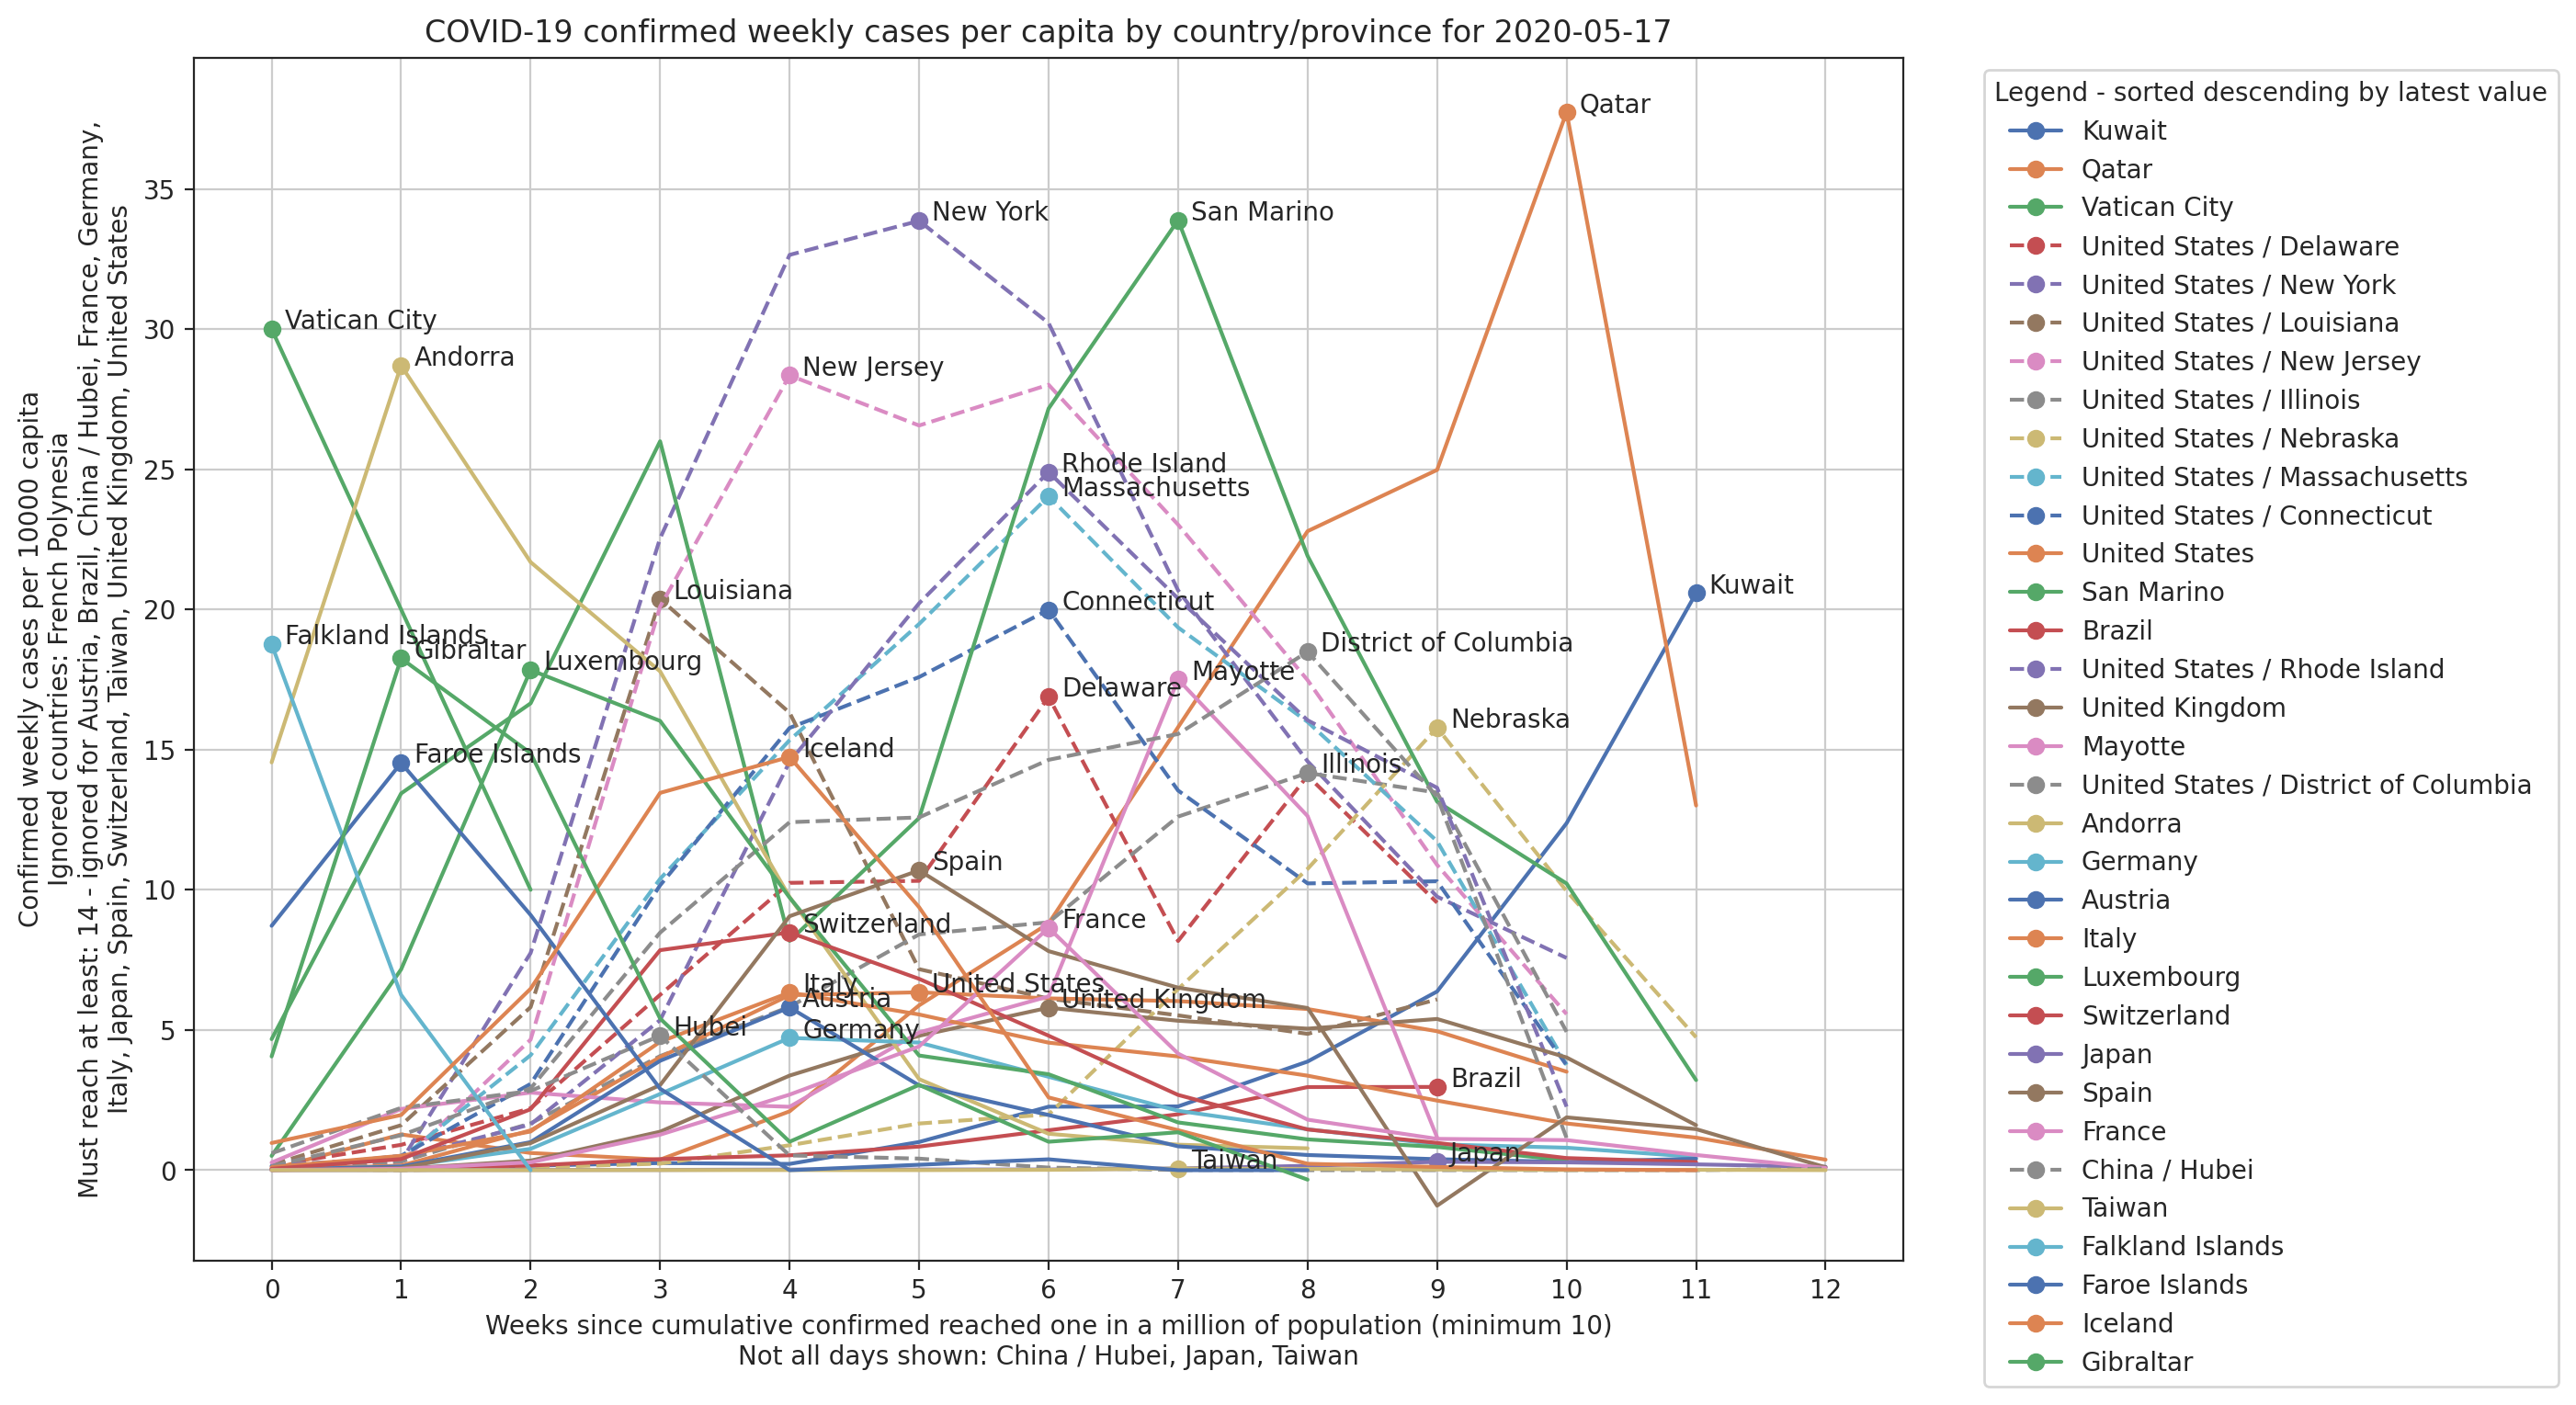 COVID-19 confirmed weekly cases per capita by country/province for 2020-05-17
Confirmed weekly cases per 10000 capita
Ignored countries: French Polynesia
Must reach at least: 14 - ignored for Austria, Brazil, China / Hubei, France, Germany,
Italy, Japan, Spain, Switzerland, Taiwan, United Kingdom, United States
35
30
25
20
15
10
5
0
Qatar
New York
San Marino
Vatican City
Andorra
New Jersey
Rhode Island
Massachusetts
Louisiana
Connecticut
Kuwait
Falkland Islands
Gibraltar
Luxembourg
District of Columbia
Mayotte
Delaware
Nebraska
Faroe Islands
Iceland
Illinois
Spain
Switzerland
France
Italy
United States
Austria
United Kingdom
Hubei
Germany
Brazil
Taiwan
Japan
0 1 2 3 4 5 6 7 8 9 10 11 12
Weeks since cumulative confirmed reached one in a million of population (minimum 10)
Not all days shown: China / Hubei, Japan, Taiwan
Legend - sorted descending by latest value
Kuwait
Qatar
Vatican City
United States / Delaware
United States / New York
United States / Louisiana
United States / New Jersey
United States / Illinois
United States / Nebraska
United States / Massachusetts
United States / Connecticut
United States
San Marino
Brazil
United States / Rhode Island
United Kingdom
Mayotte
United States / District of Columbia
Andorra
Germany
Austria
Italy
Luxembourg
Switzerland
Japan
Spain
France
China / Hubei
Taiwan
Falkland Islands
Faroe Islands
Iceland
Gibraltar